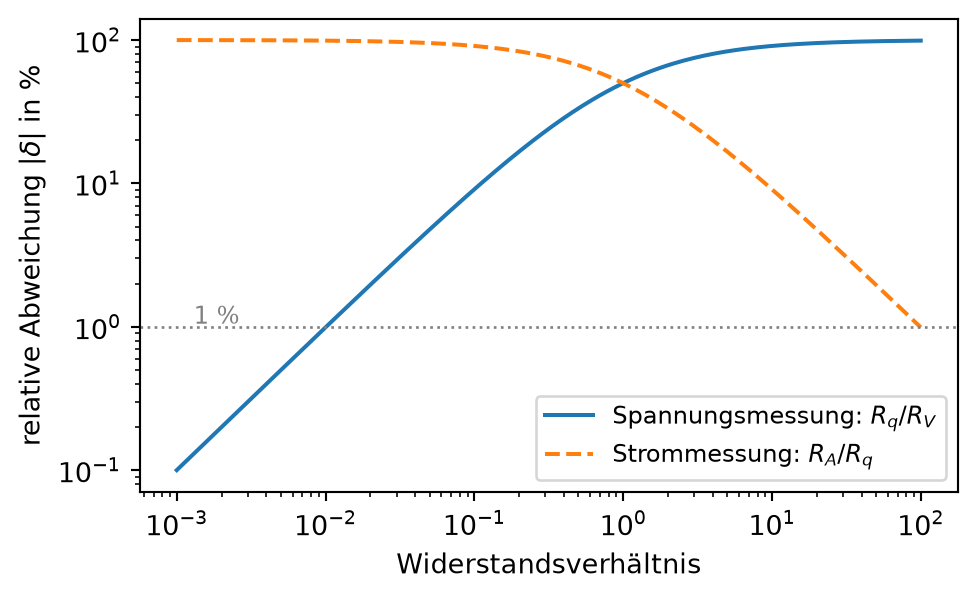 relative Abweichung |δ| in %
10²
10¹
10⁰
10⁻¹
1 %
Spannungsmessung: R_q/R_V
Strommessung: R_A/R_q
10⁻³ 10⁻² 10⁻¹ 10⁰ 10¹ 10²
Widerstandsverhältnis